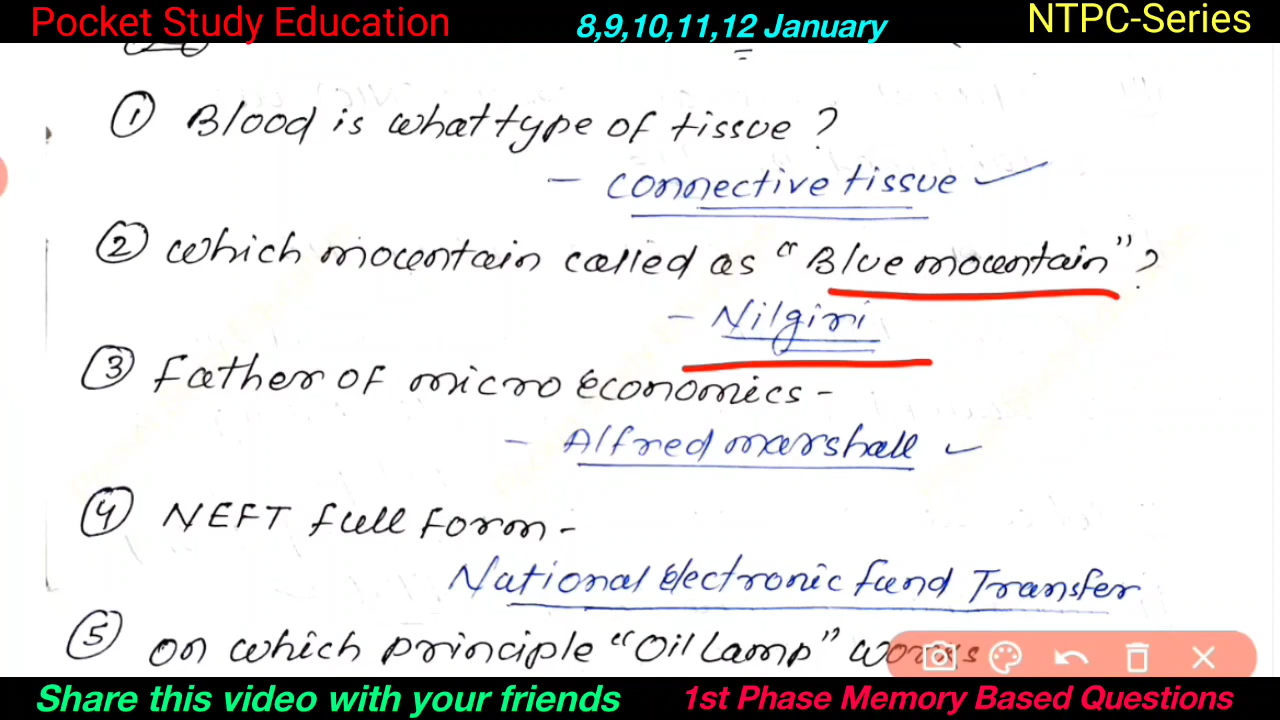 Pocket Study Education
8,9,10,11,12 January
NTPC-Series
① Blood is what type of tissue ?
- connective tissue ✓
② which mountain called as "Blue mountain" ?
- Nilgiri
③ Father of micro economics -
- Alfred marshall ✓
④ NEFT full form -
National Electronic fund Transfer
⑤ on which principle "Oil Lamp" works
Share this video with your friends
1st Phase Memory Based Questions